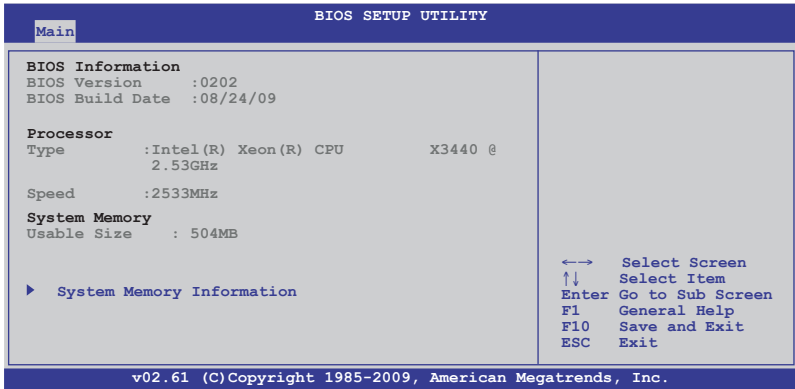 BIOS SETUP UTILITY
Main
BIOS Information
BIOS Version :0202
BIOS Build Date :08/24/09
Processor
Type :Intel(R) Xeon(R) CPU X3440 @
2.53GHz
Speed :2533MHz
System Memory
Usable Size : 504MB
System Memory Information
←→ Select Screen
↑↓ Select Item
Enter Go to Sub Screen
F1 General Help
F10 Save and Exit
ESC Exit
v02.61 (C)Copyright 1985-2009, American Megatrends, Inc.